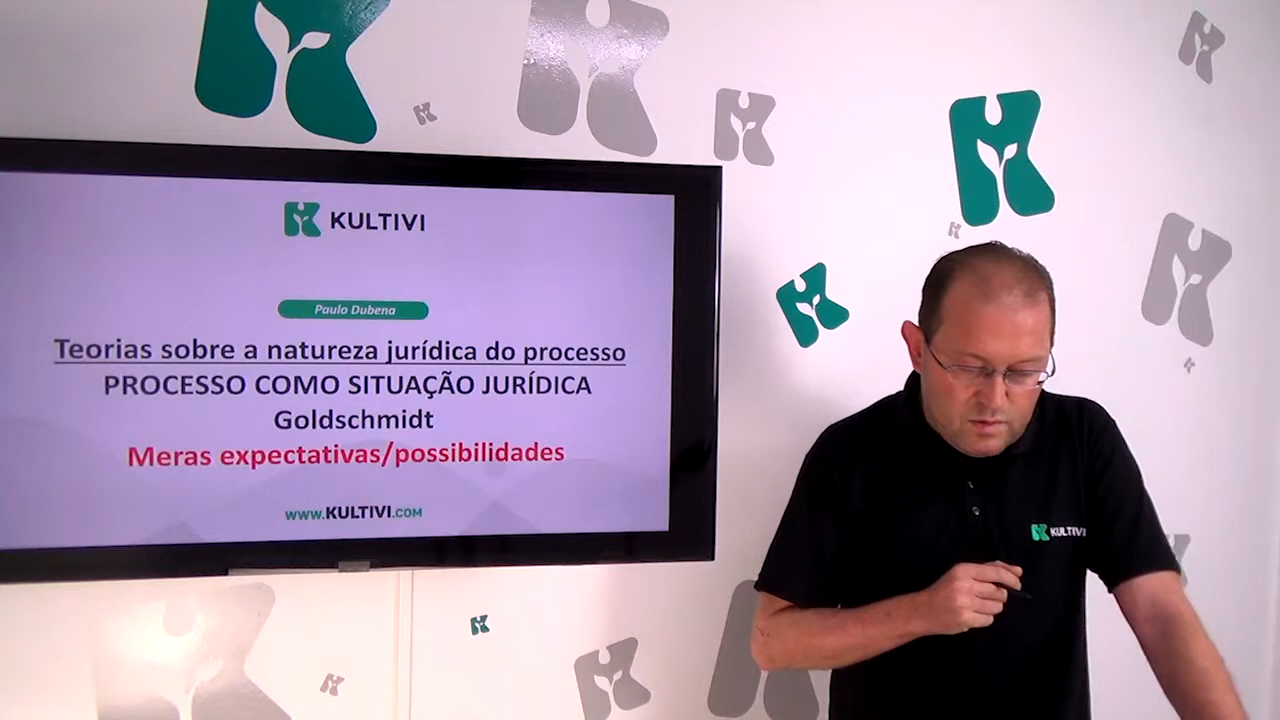 KULTIVI
Paulo Dubena
Teorias sobre a natureza jurídica do processo
PROCESSO COMO SITUAÇÃO JURÍDICA
Goldschmidt
Meras expectativas/possibilidades
www.KULTIVI.COM
KULTIVI